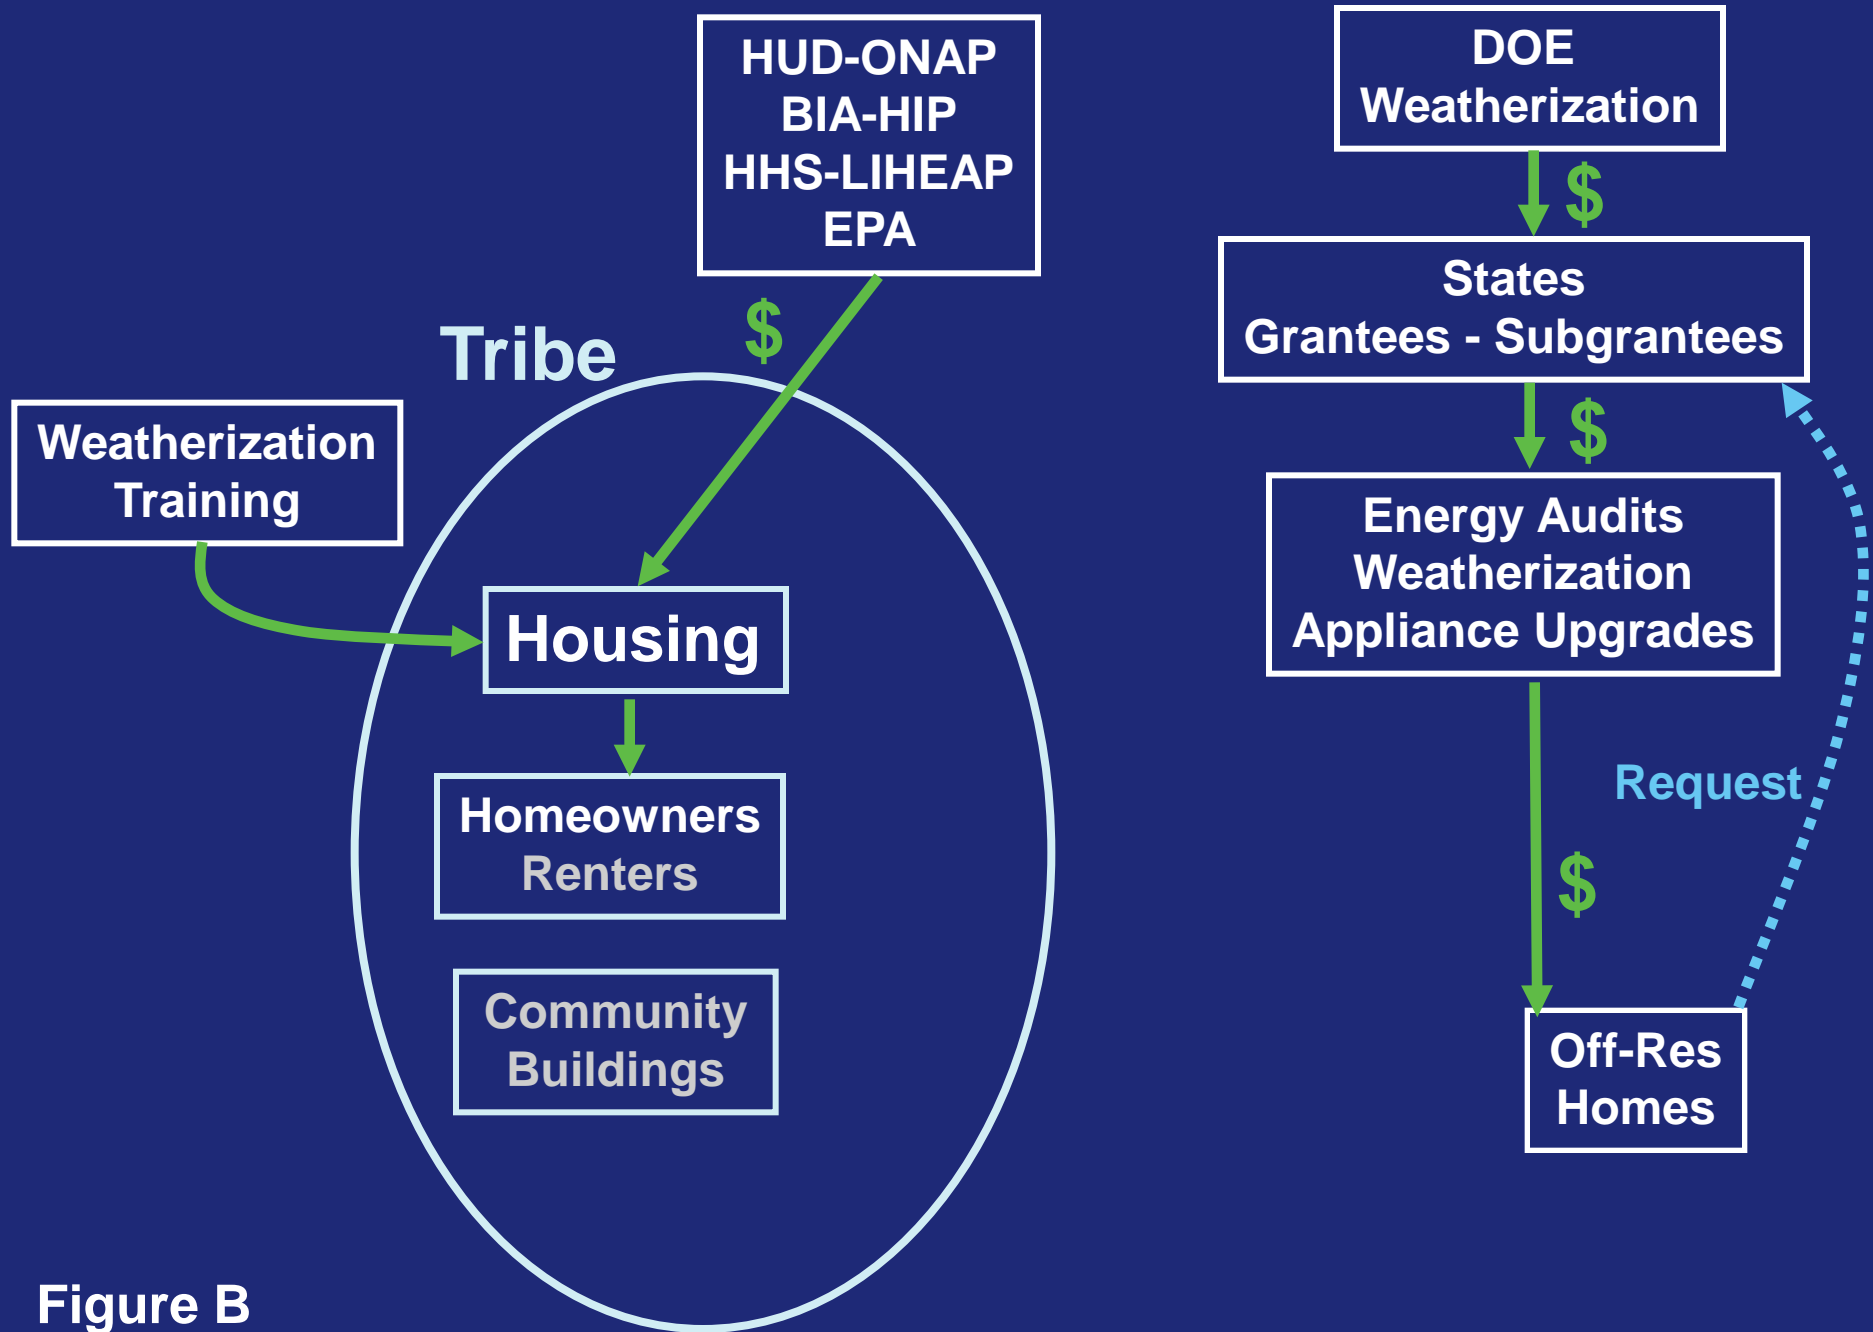 HUD-ONAP
BIA-HIP
HHS-LIHEAP
EPA
DOE
Weatherization
$
States
Grantees - Subgrantees
$
Tribe
$
Weatherization
Training
Energy Audits
Weatherization
Appliance Upgrades
Housing
Request
Homeowners
Renters
$
Community
Buildings
Off-Res
Homes
Figure B